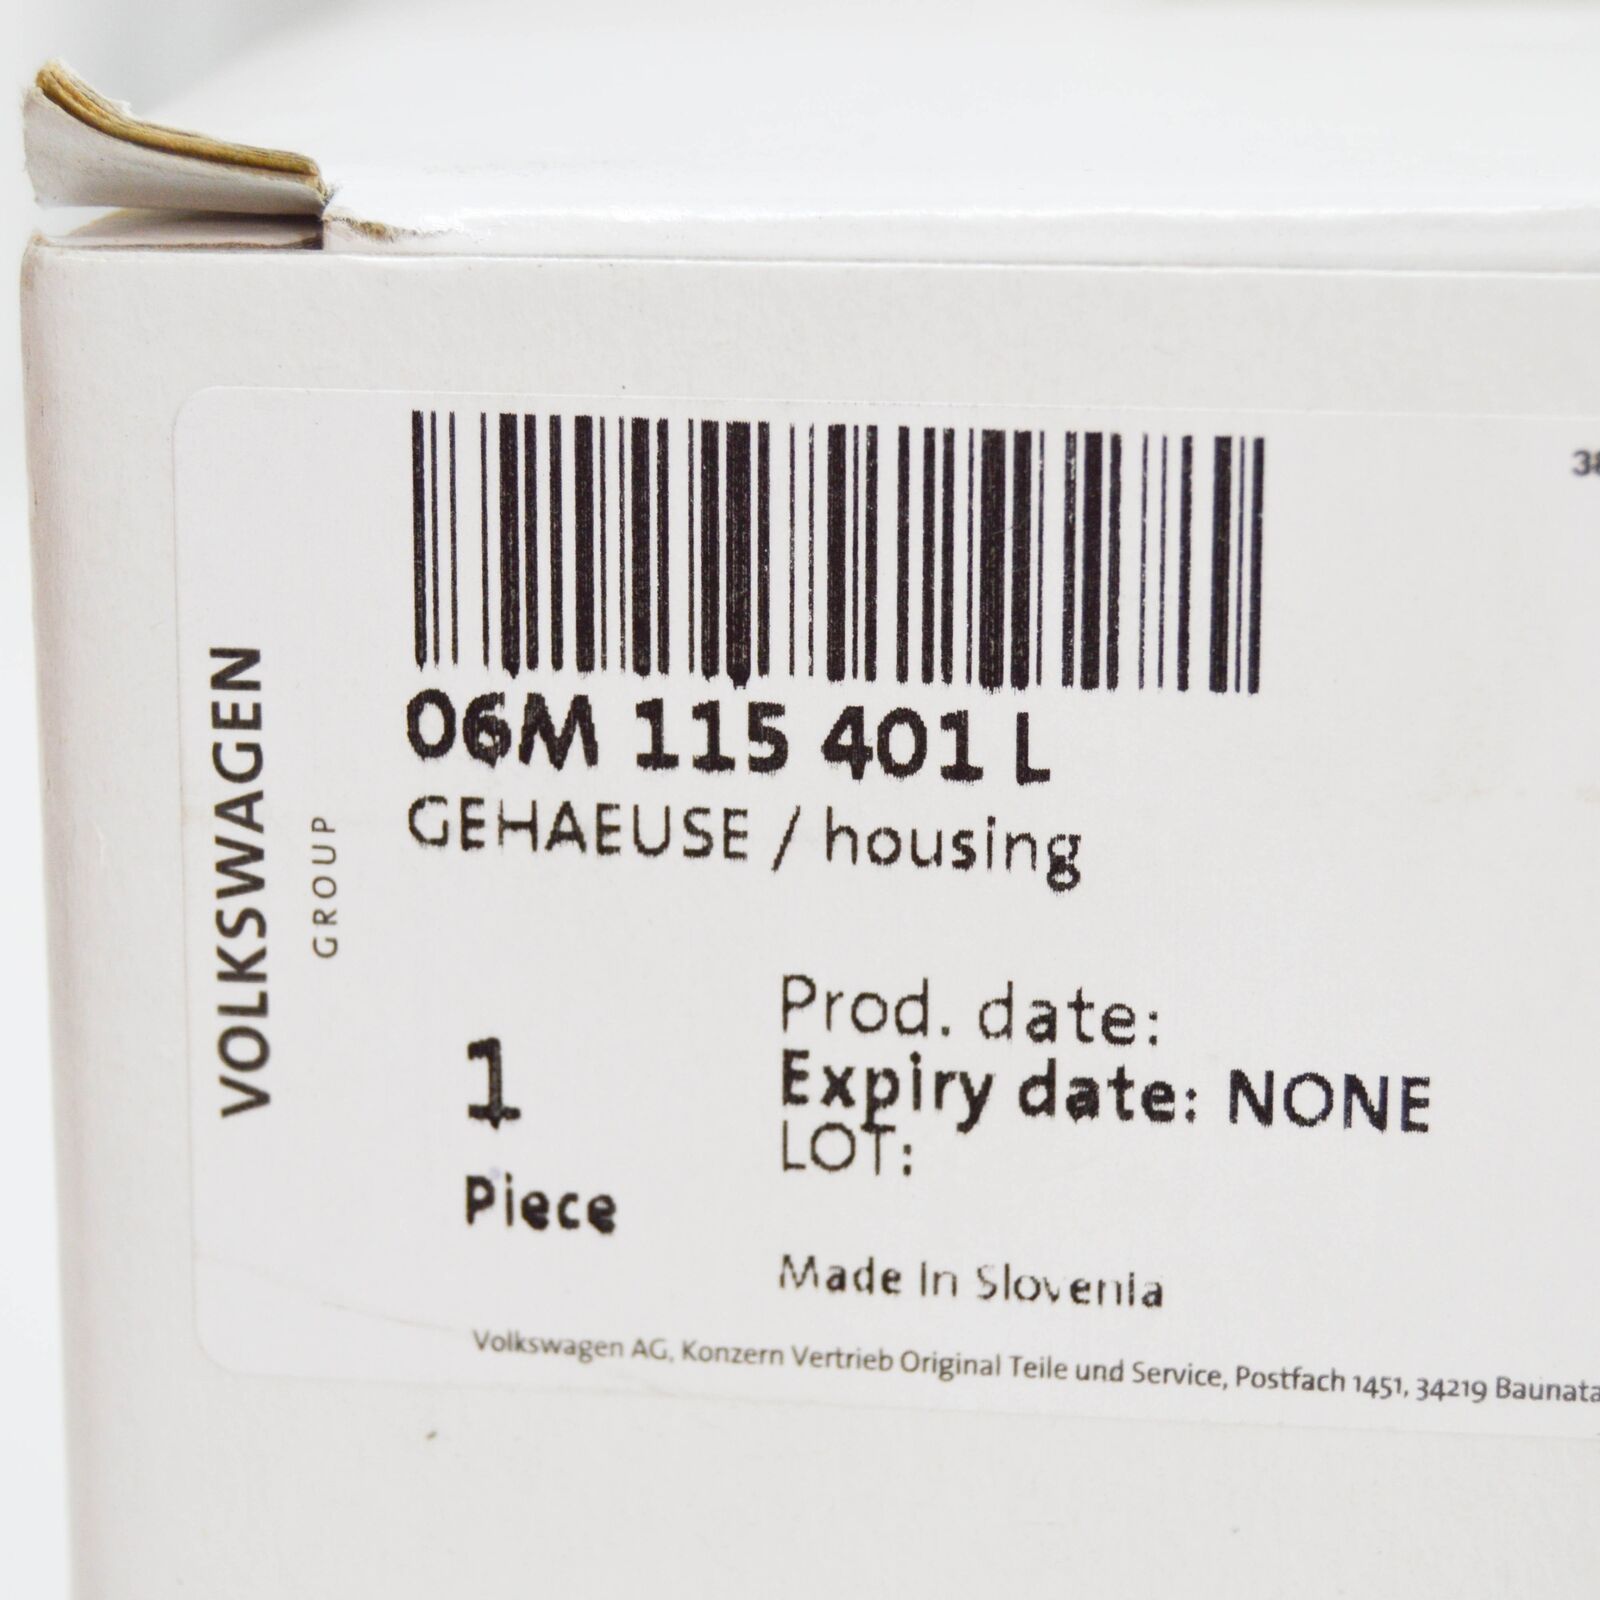 VOLKSWAGEN
GROUP
06M 115 401 L
GEHAEUSE / housing
1
Piece
Prod. date:
Expiry date: NONE
LOT:
Made in Slovenia
Volkswagen AG, Konzern Vertrieb Original Teile und Service, Postfach 1451, 34219